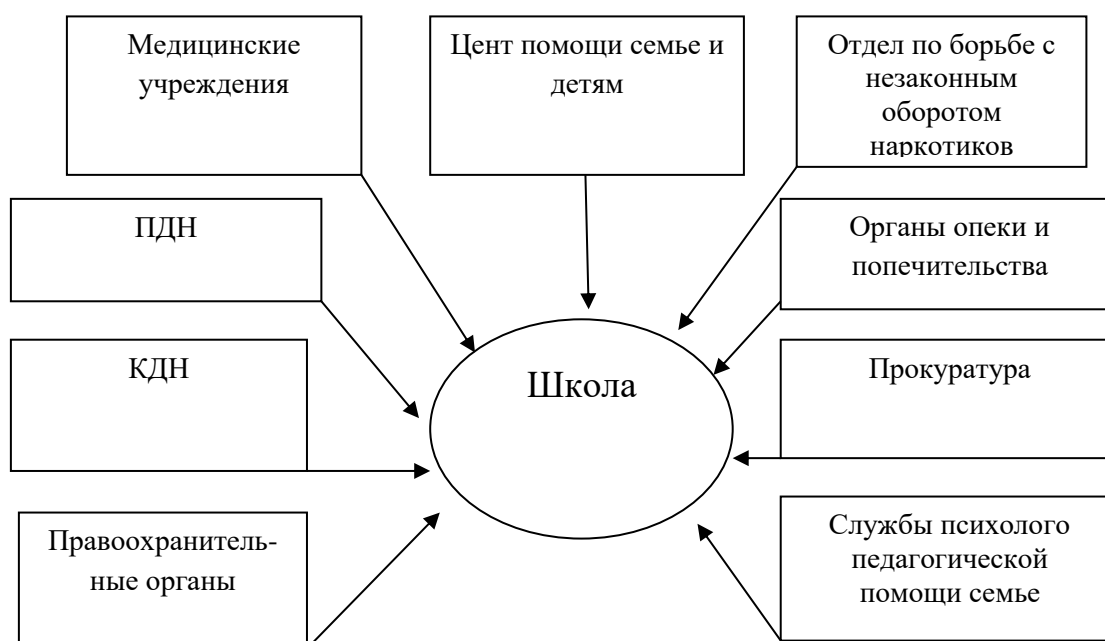 Медицинские
учреждения
Цент помощи семье и
детям
Отдел по борьбе с
незаконным
оборотом
наркотиков
ПДН
Органы опеки и
попечительства
КДН
Школа
Прокуратура
Правоохранитель-
ные органы
Службы психолого
педагогической
помощи семье